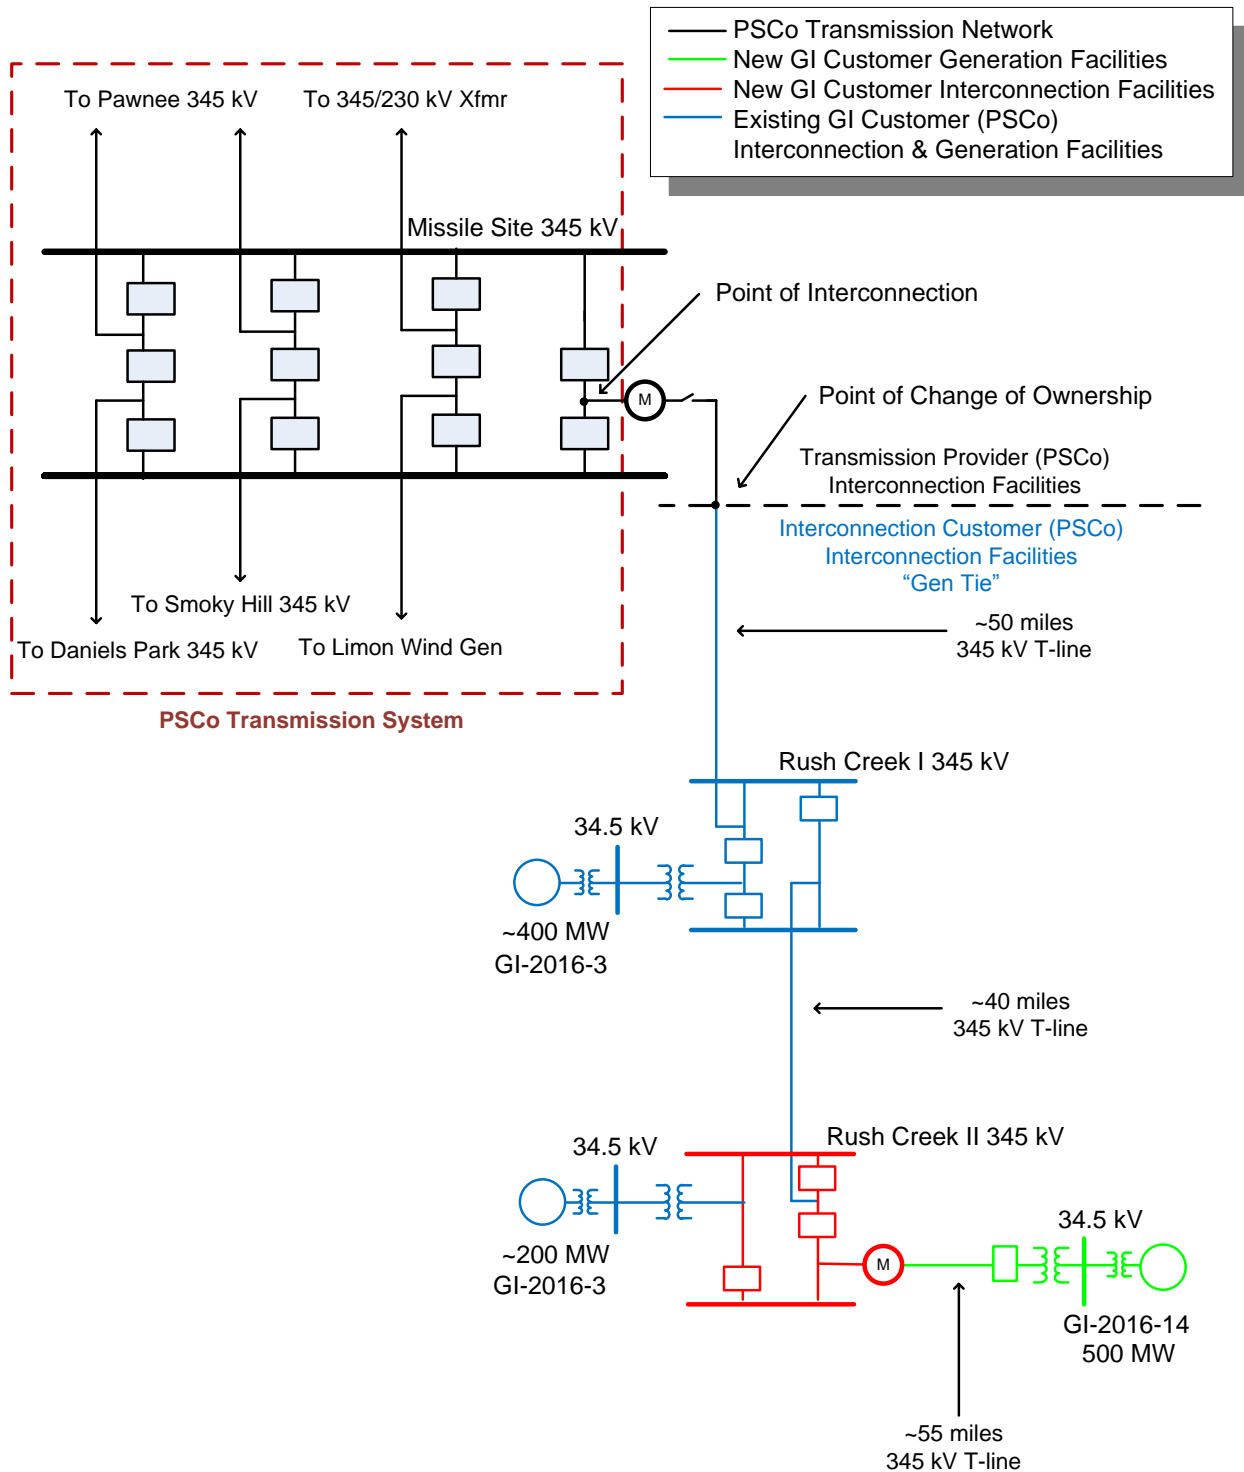 PSCo Transmission Network
New GI Customer Generation Facilities
New GI Customer Interconnection Facilities
Existing GI Customer (PSCo)
Interconnection & Generation Facilities
To Pawnee 345 kV
To 345/230 kV Xfmr
Missile Site 345 kV
Point of Interconnection
M
Point of Change of Ownership
Transmission Provider (PSCo)
Interconnection Facilities
Interconnection Customer (PSCo)
Interconnection Facilities
“Gen Tie”
To Smoky Hill 345 kV
To Daniels Park 345 kV
To Limon Wind Gen
~50 miles
345 kV T-line
PSCo Transmission System
Rush Creek I 345 kV
34.5 kV
~400 MW
GI-2016-3
~40 miles
345 kV T-line
Rush Creek II 345 kV
34.5 kV
~200 MW
GI-2016-3
M
34.5 kV
GI-2016-14
500 MW
~55 miles
345 kV T-line